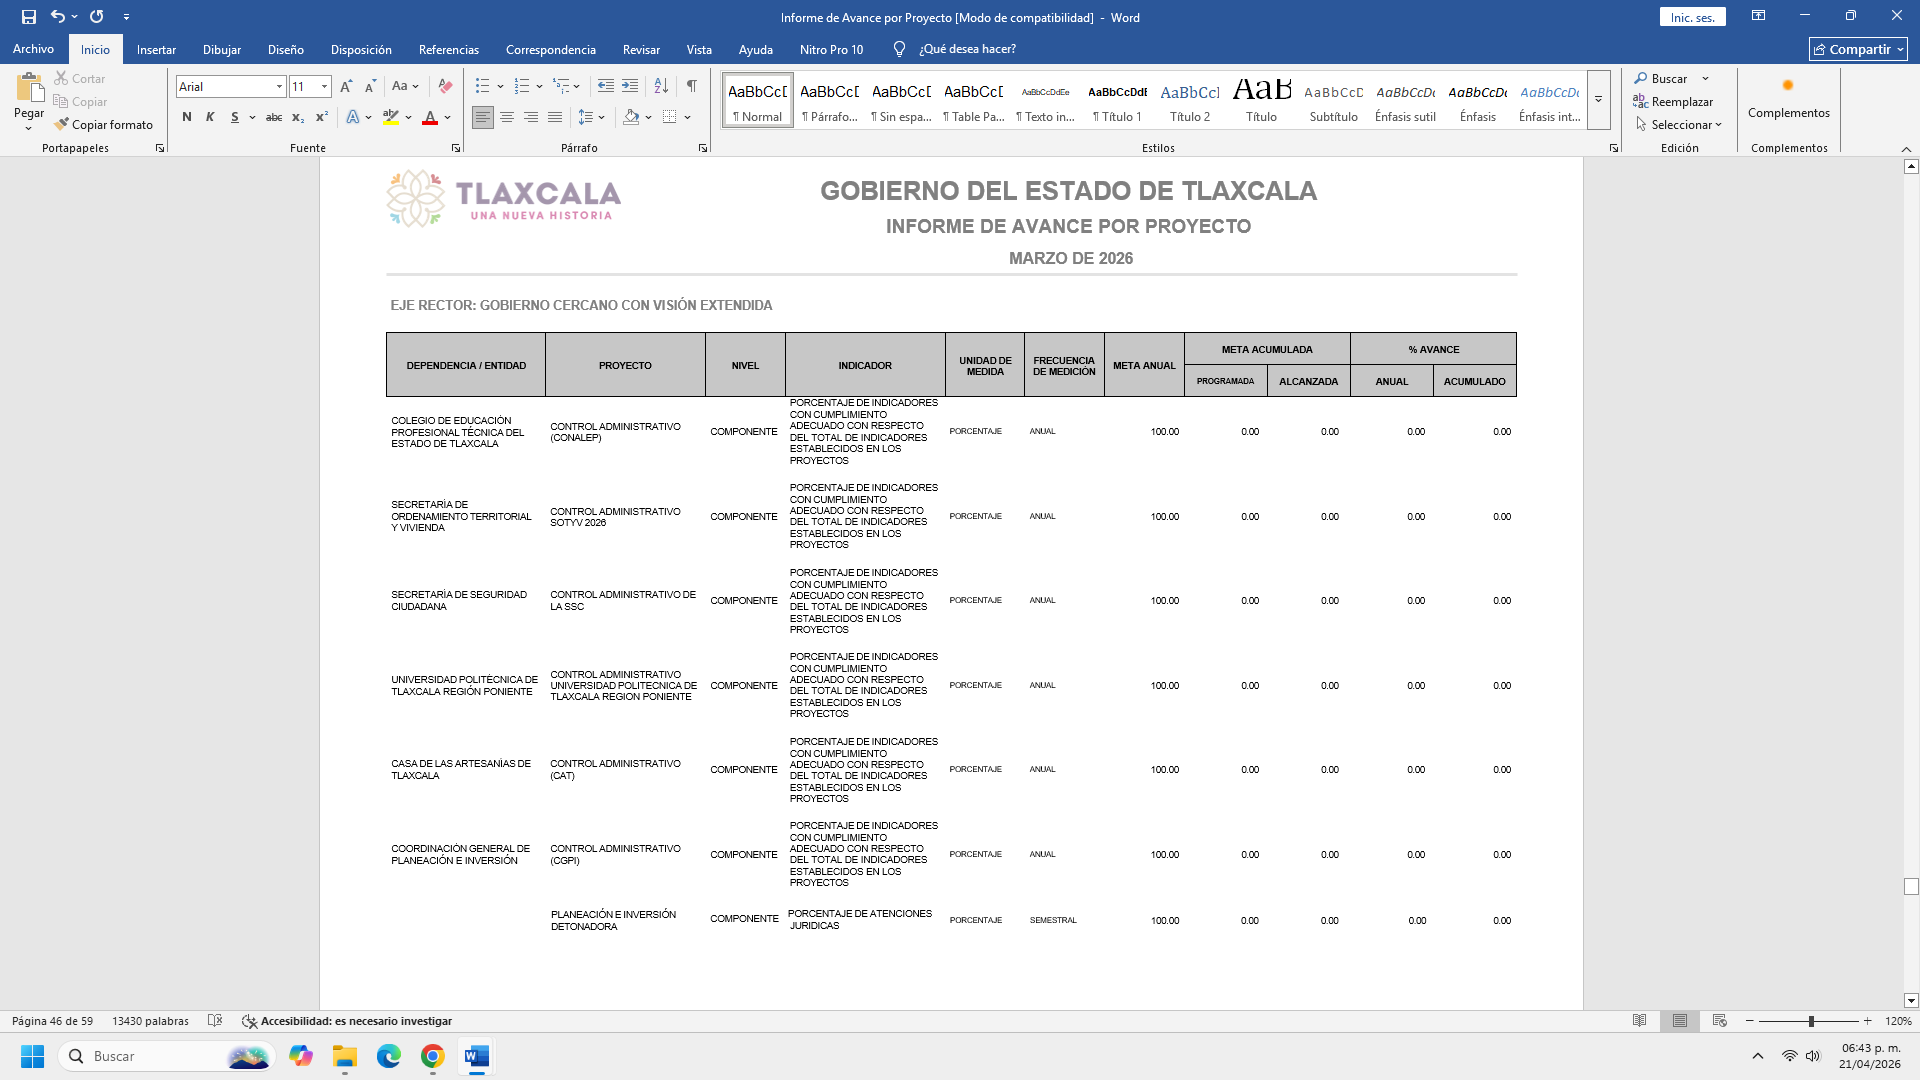 Informe de Avance por Proyecto [Modo de compatibilidad] - Word
Inic. ses.
Archivo
Inicio
Insertar
Dibujar
Diseño
Disposición
Referencias
Correspondencia
Revisar
Vista
Ayuda
Nitro Pro 10
¿Qué desea hacer?
Compartir
Pegar
Cortar
Copiar
Copiar formato
Portapapeles
Arial
11
Fuente
Párrafo
AaBbCcI AaBbCcI AaBbCcI AaBbCcI AaBbCcDdEe AaBbCcDdE AaBbCcI AaB AaBbCcD AaBbCcDc AaBbCcDc AaBbCcDc
¶ Normal ¶ Párrafo... ¶ Sin espa... ¶ Table Pa... ¶ Texto in... ¶ Título 1 Título 2 Título Subtítulo Énfasis sutil Énfasis Énfasis int...
Estilos
Buscar
Reemplazar
Seleccionar
Edición
Complementos
Complementos
TLAXCALA
UNA NUEVA HISTORIA
GOBIERNO DEL ESTADO DE TLAXCALA
INFORME DE AVANCE POR PROYECTO
MARZO DE 2026
EJE RECTOR: GOBIERNO CERCANO CON VISIÓN EXTENDIDA
DEPENDENCIA / ENTIDAD
PROYECTO
NIVEL
INDICADOR
UNIDAD DE
MEDIDA
FRECUENCIA
DE MEDICIÓN
META ANUAL
META ACUMULADA
PROGRAMADA
ALCANZADA
% AVANCE
ANUAL
ACUMULADO
COLEGIO DE EDUCACIÓN
PROFESIONAL TÉCNICA DEL
ESTADO DE TLAXCALA
CONTROL ADMINISTRATIVO
(CONALEP)
COMPONENTE
PORCENTAJE DE INDICADORES
CON CUMPLIMIENTO
ADECUADO CON RESPECTO
DEL TOTAL DE INDICADORES
ESTABLECIDOS EN LOS
PROYECTOS
PORCENTAJE
ANUAL
100.00 0.00 0.00 0.00 0.00
SECRETARÍA DE
ORDENAMIENTO TERRITORIAL
Y VIVIENDA
CONTROL ADMINISTRATIVO
SOTYV 2026
COMPONENTE
PORCENTAJE DE INDICADORES
CON CUMPLIMIENTO
ADECUADO CON RESPECTO
DEL TOTAL DE INDICADORES
ESTABLECIDOS EN LOS
PROYECTOS
PORCENTAJE
ANUAL
100.00 0.00 0.00 0.00 0.00
SECRETARÍA DE SEGURIDAD
CIUDADANA
CONTROL ADMINISTRATIVO DE
LA SSC
COMPONENTE
PORCENTAJE DE INDICADORES
CON CUMPLIMIENTO
ADECUADO CON RESPECTO
DEL TOTAL DE INDICADORES
ESTABLECIDOS EN LOS
PROYECTOS
PORCENTAJE
ANUAL
100.00 0.00 0.00 0.00 0.00
UNIVERSIDAD POLITÉCNICA DE
TLAXCALA REGIÓN PONIENTE
CONTROL ADMINISTRATIVO
UNIVERSIDAD POLITECNICA DE
TLAXCALA REGION PONIENTE
COMPONENTE
PORCENTAJE DE INDICADORES
CON CUMPLIMIENTO
ADECUADO CON RESPECTO
DEL TOTAL DE INDICADORES
ESTABLECIDOS EN LOS
PROYECTOS
PORCENTAJE
ANUAL
100.00 0.00 0.00 0.00 0.00
CASA DE LAS ARTESANÍAS DE
TLAXCALA
CONTROL ADMINISTRATIVO
(CAT)
COMPONENTE
PORCENTAJE DE INDICADORES
CON CUMPLIMIENTO
ADECUADO CON RESPECTO
DEL TOTAL DE INDICADORES
ESTABLECIDOS EN LOS
PROYECTOS
PORCENTAJE
ANUAL
100.00 0.00 0.00 0.00 0.00
COORDINACIÓN GENERAL DE
PLANEACIÓN E INVERSIÓN
CONTROL ADMINISTRATIVO
(CGPI)
COMPONENTE
PORCENTAJE DE INDICADORES
CON CUMPLIMIENTO
ADECUADO CON RESPECTO
DEL TOTAL DE INDICADORES
ESTABLECIDOS EN LOS
PROYECTOS
PORCENTAJE
ANUAL
100.00 0.00 0.00 0.00 0.00
PLANEACIÓN E INVERSIÓN
DETONADORA
COMPONENTE
PORCENTAJE DE ATENCIONES
JURIDICAS
PORCENTAJE
SEMESTRAL
100.00 0.00 0.00 0.00 0.00
Página 46 de 59
13430 palabras
Accesibilidad: es necesario investigar
120%
Buscar
06:43 p. m.
21/04/2026